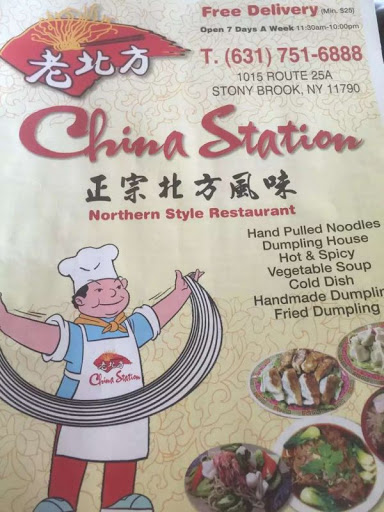 Free Delivery (Min. $25)
Open 7 Days A Week 11:30am-10:00pm
老北方
T. (631) 751-6888
1015 ROUTE 25A
STONY BROOK, NY 11790
China Station
正宗北方風味
Northern Style Restaurant
Hand Pulled Noodles
Dumpling House
Hot & Spicy
Vegetable Soup
Cold Dish
Handmade Dumplin
Fried Dumpling
China Station